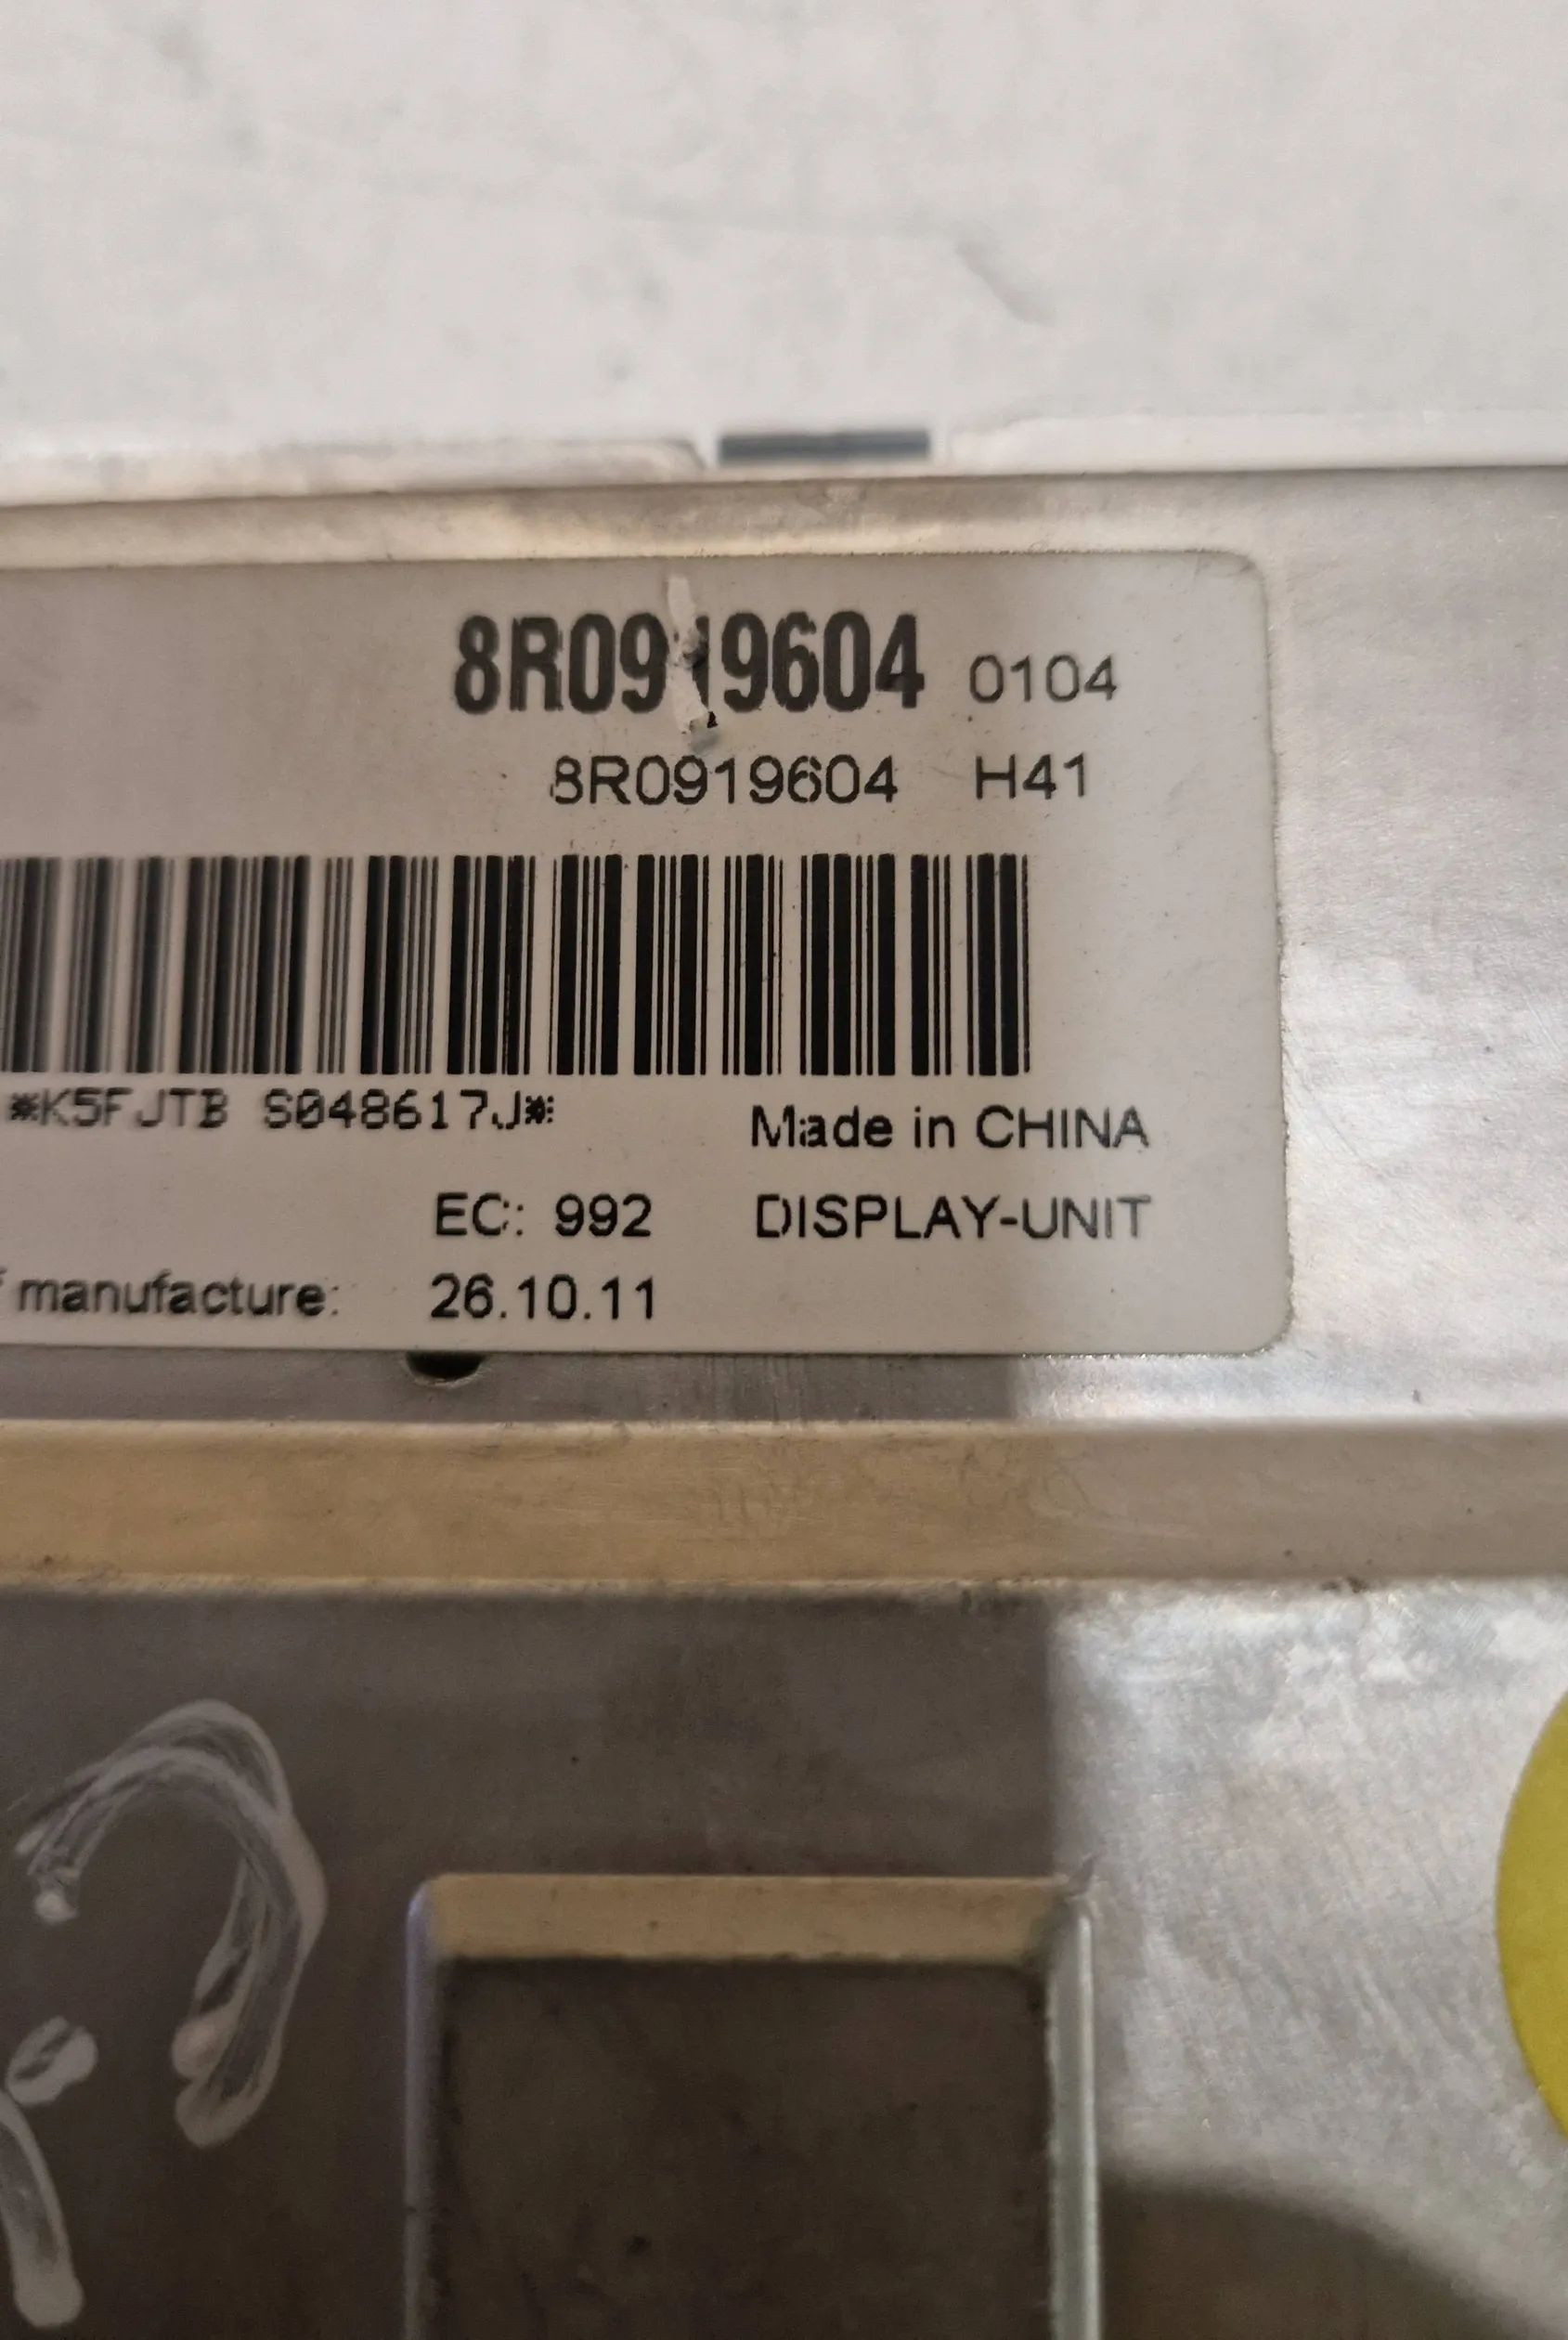 8R0919604 0104
8R0919604 H41
*K5FJTB S048617J*
Made in CHINA
EC: 992 DISPLAY-UNIT
manufacture: 26.10.11